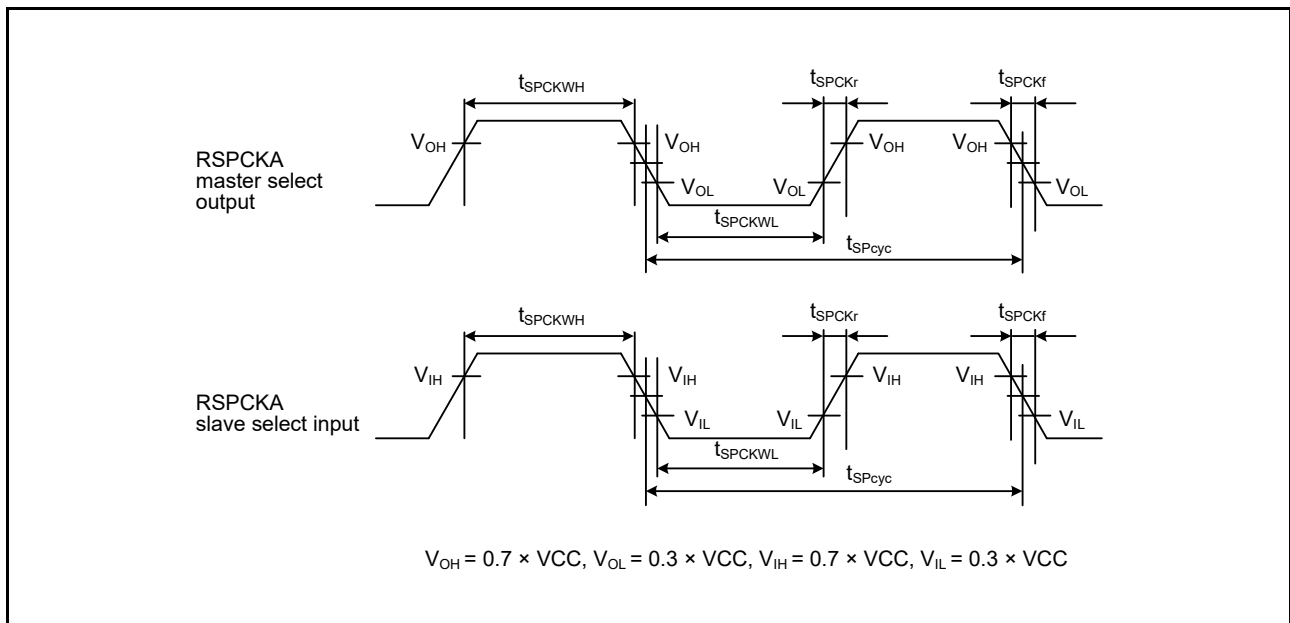 tSPCKWH
tSPCKr
tSPCKf
VOH
VOH
VOH
VOH
RSPCKA
master select
output
VOL
VOL
VOL
tSPCKWL
tSPcyc
tSPCKWH
tSPCKr
tSPCKf
VIH
VIH
VIH
VIH
RSPCKA
slave select input
VIL
VIL
VIL
tSPCKWL
tSPcyc
VOH = 0.7 × VCC, VOL = 0.3 × VCC, VIH = 0.7 × VCC, VIL = 0.3 × VCC